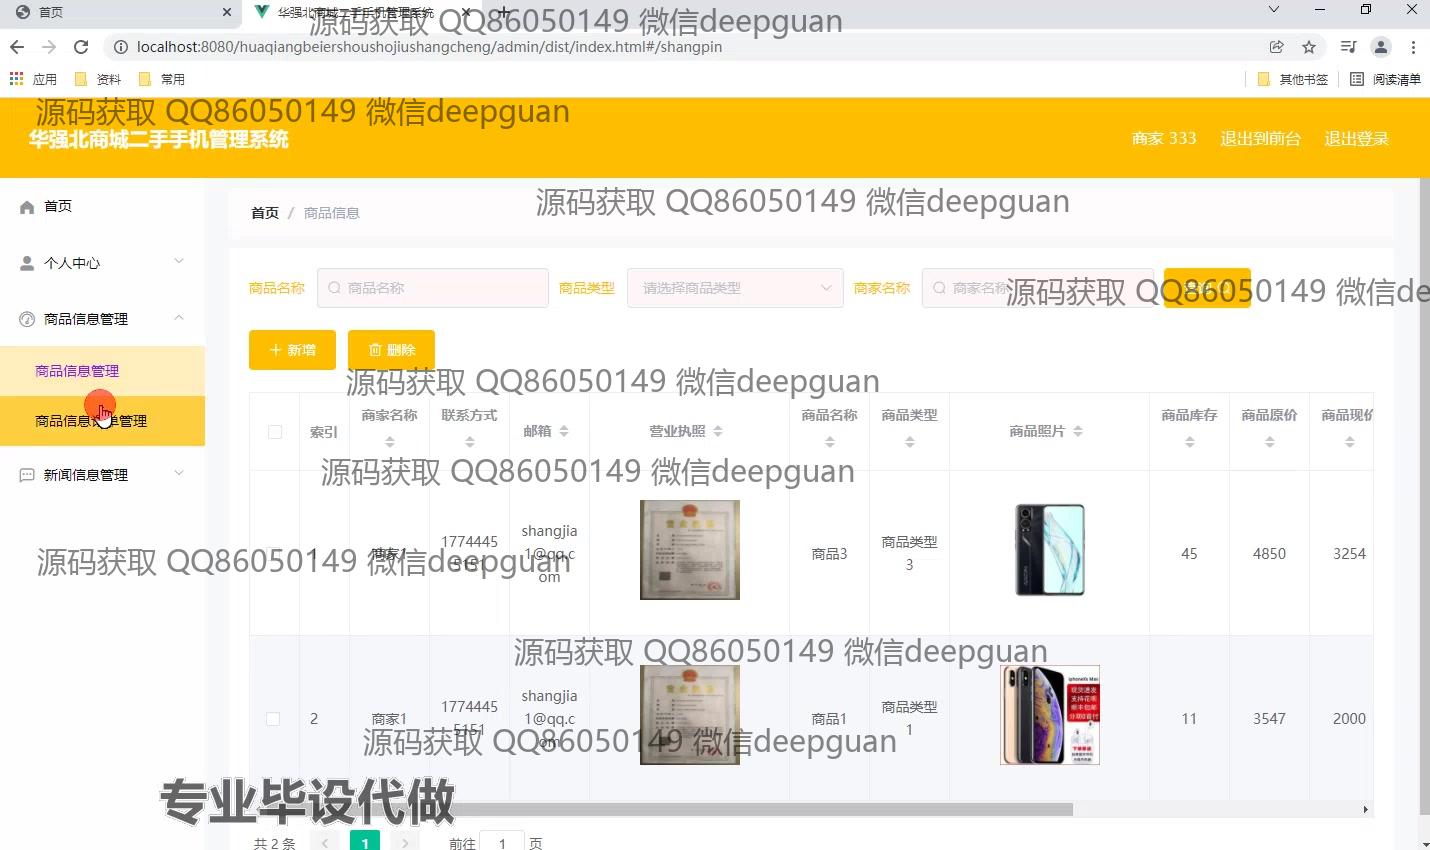 首页
华强北商城二手手机管理系统
源码获取 QQ86050149 微信deepguan
localhost:8080/huaqiangbeiershoushojiushangcheng/admin/dist/index.html#/shangpin
应用 资料 常用 其他书签 阅读清单
源码获取 QQ86050149 微信deepguan
华强北商城二手手机管理系统
商家 333 退出到前台 退出登录
首页
个人中心
商品信息管理
商品信息管理
商品信息订单管理
新闻信息管理
首页 / 商品信息
源码获取 QQ86050149 微信deepguan
商品名称 商品名称 商品类型 请选择商品类型 商家名称 商家名称
源码获取 QQ86050149 微信de
新增 删除
源码获取 QQ86050149 微信deepguan
索引 商家名称 联系方式 邮箱 营业执照 商品名称 商品类型 商品照片 商品库存 商品原价 商品现价
源码获取 QQ86050149 微信deepguan
1 商家1 17744455151 shangjia1@qq.com 商品3 商品类型3 45 4850 3254
源码获取 QQ86050149 微信deepguan
源码获取 QQ86050149 微信deepguan
2 商家1 17744455151 shangjia1@qq.com 商品1 商品类型1 11 3547 2000
iphoneXs Max
现货速发
支持花呗
顺丰包邮
源码获取 QQ86050149 微信deepguan
专业毕设代做
共 2 条 1 前往 1 页